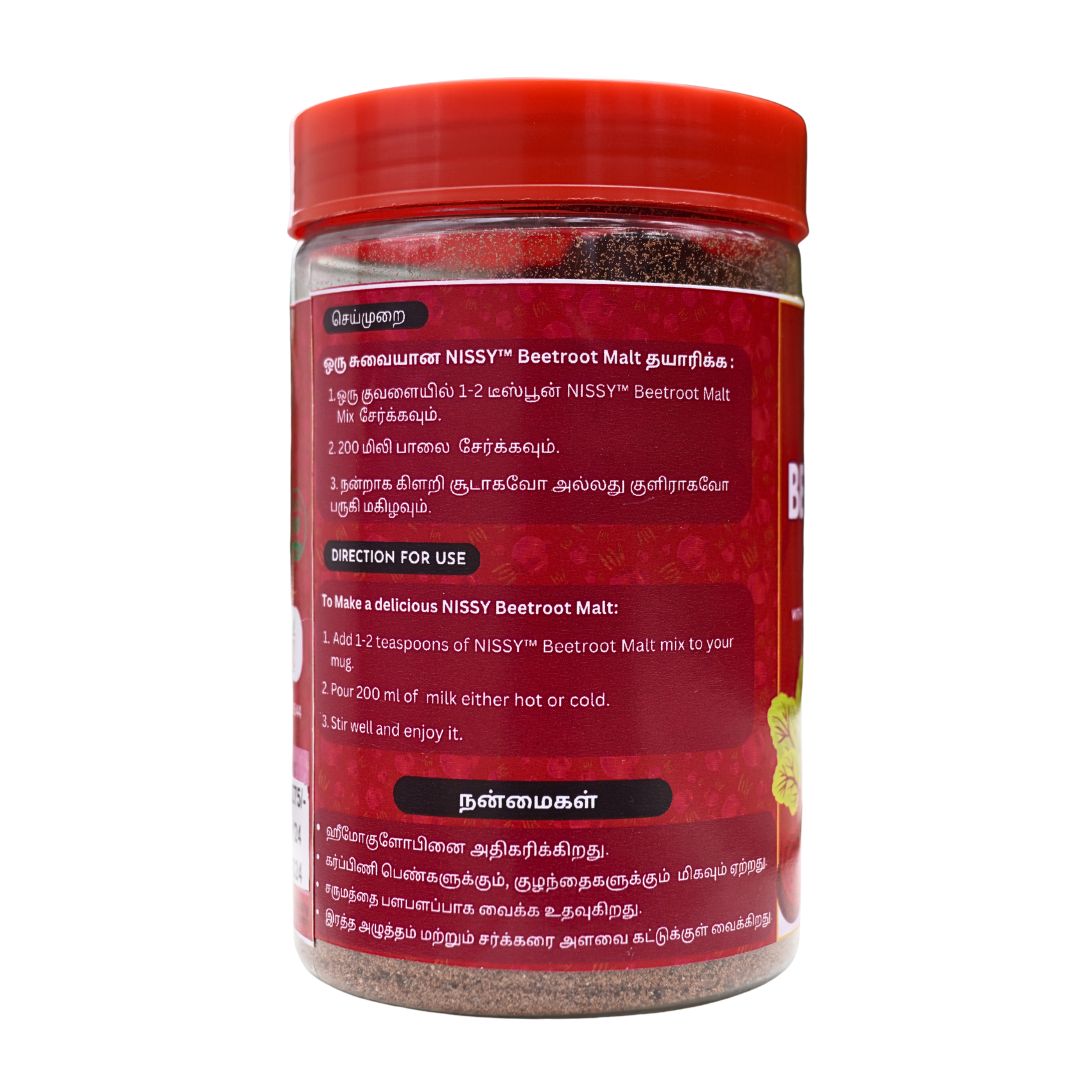 செய்முறை
ஒரு சுவையான NISSY™ Beetroot Malt தயாரிக்க :
1.ஒரு குவளையில் 1-2 டீஸ்பூன் NISSY™ Beetroot Malt
Mix சேர்க்கவும்.
2. 200 மிலி பாலை சேர்க்கவும்.
3. நன்றாக கிளறி சூடாகவோ அல்லது குளிராகவோ
பருகி மகிழவும்.
DIRECTION FOR USE
To Make a delicious NISSY Beetroot Malt:
1. Add 1-2 teaspoons of NISSY™ Beetroot Malt mix to your
mug.
2. Pour 200 ml of milk either hot or cold.
3. Stir well and enjoy it.
நன்மைகள்
• ஹீமோகுளோபினை அதிகரிக்கிறது.
• கர்ப்பிணி பெண்களுக்கும், குழந்தைகளுக்கும் மிகவும் ஏற்றது.
• சருமத்தை பளபளப்பாக வைக்க உதவுகிறது.
• இரத்த அழுத்தம் மற்றும் சர்க்கரை அளவை கட்டுக்குள் வைக்கிறது.